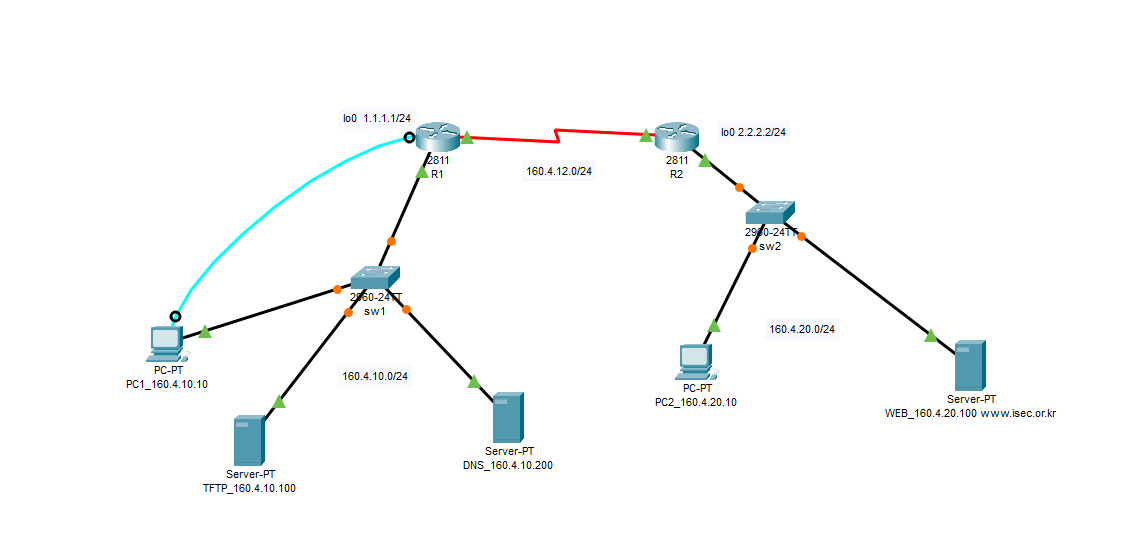 lo0 1.1.1.1/24
2811
R1
160.4.12.0/24
2811
R2
lo0 2.2.2.2/24
2960-24TT
sw2
2960-24TT
sw1
160.4.20.0/24
PC-PT
PC1_160.4.10.10
160.4.10.0/24
PC-PT
PC2_160.4.20.10
Server-PT
WEB_160.4.20.100 www.isec.or.kr
Server-PT
DNS_160.4.10.200
Server-PT
TFTP_160.4.10.100